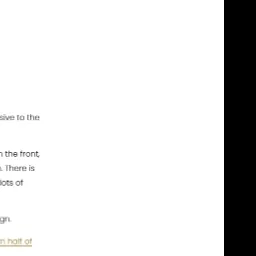 sive to the
n the front,
. There is
lots of
gn.
n half of